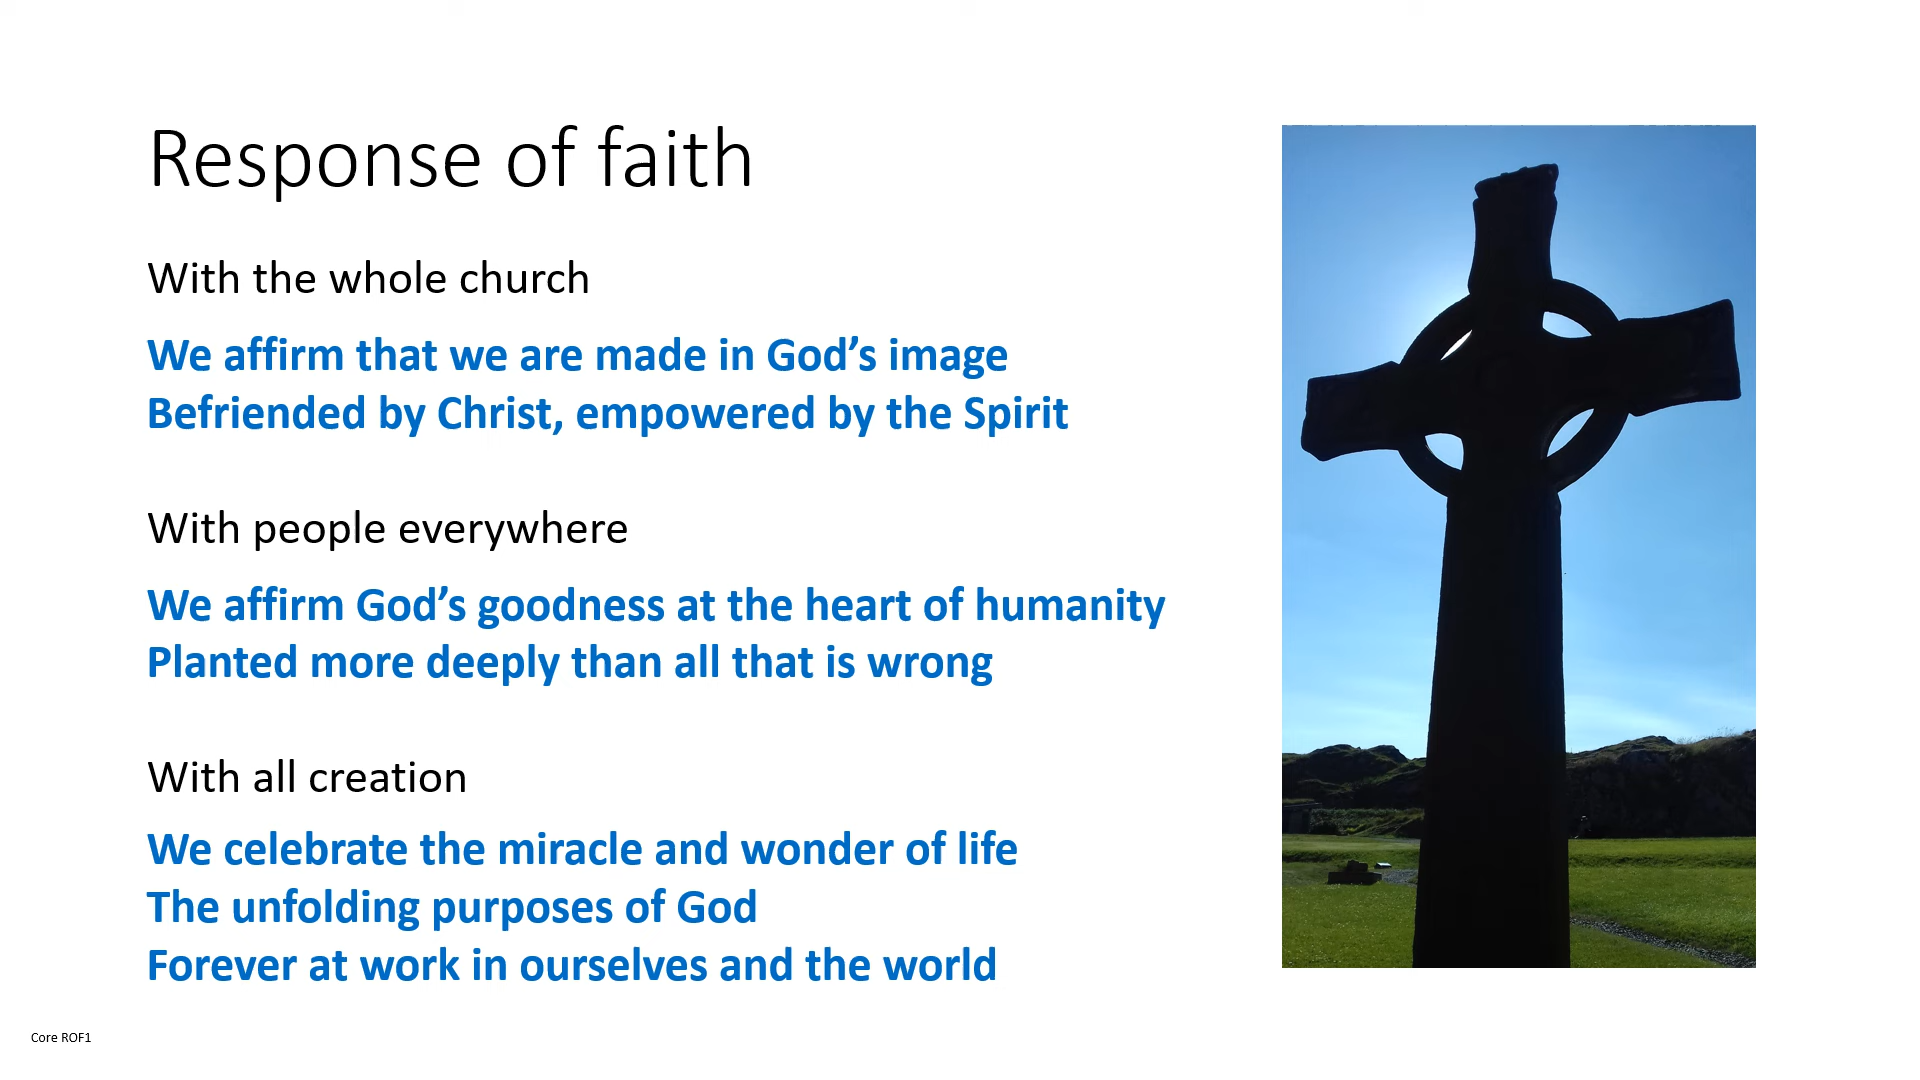 Response of faith
With the whole church
We affirm that we are made in God’s image
Befriended by Christ, empowered by the Spirit
With people everywhere
We affirm God’s goodness at the heart of humanity
Planted more deeply than all that is wrong
With all creation
We celebrate the miracle and wonder of life
The unfolding purposes of God
Forever at work in ourselves and the world
Core ROF1